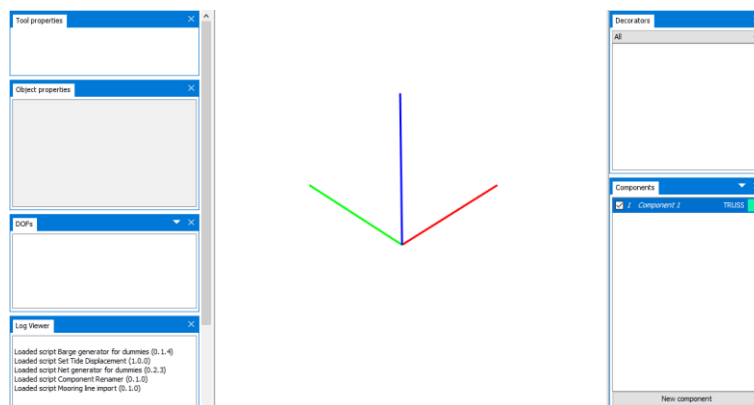 Tool properties
Object properties
DOFs
Log Viewer
Loaded script Barge generator for dummies (0.1.4)
Loaded script Set Tide Displacement (1.0.0)
Loaded script Net generator for dummies (0.2.3)
Loaded script Component Renamer (0.1.0)
Loaded script Mooring line import (0.1.0)
Decorators
All
Components
1 Component 1 TRUSS
New component